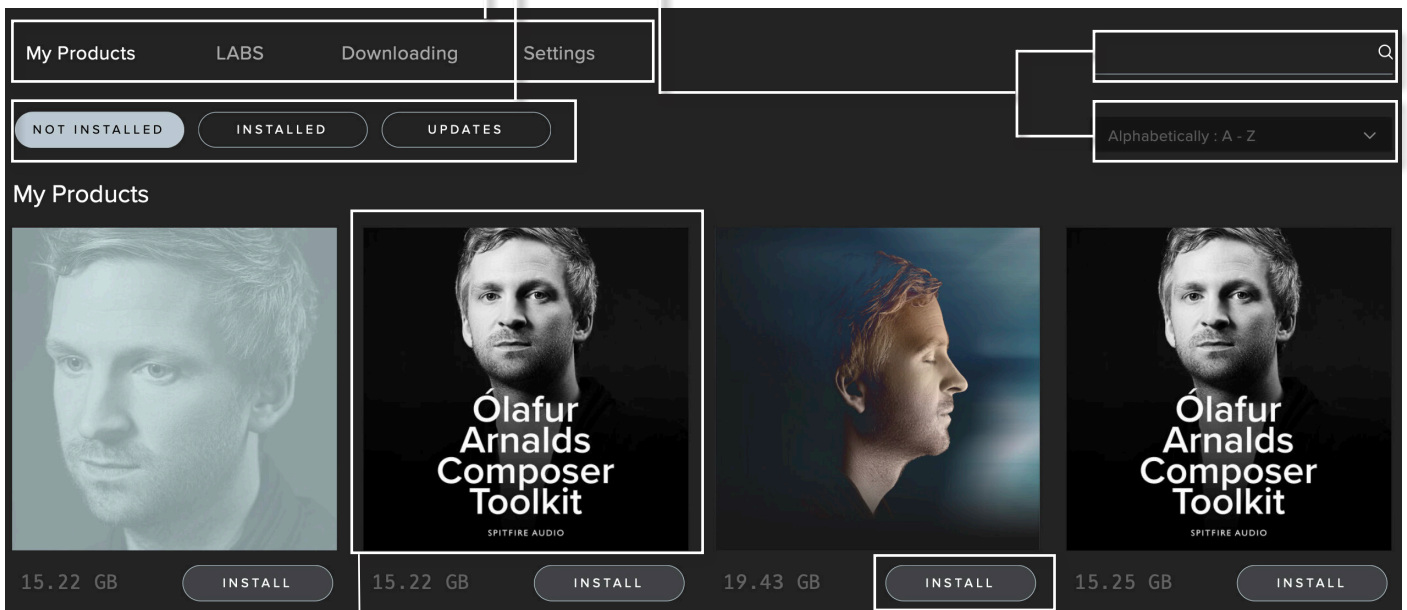 My Products LABS Downloading Settings
NOT INSTALLED INSTALLED UPDATES
Alphabetically : A - Z
My Products
Ólafur
Arnalds
Composer
Toolkit
SPITFIRE AUDIO
Ólafur
Arnalds
Composer
Toolkit
SPITFIRE AUDIO
15.22 GB INSTALL 15.22 GB INSTALL 19.43 GB INSTALL 15.25 GB INSTALL